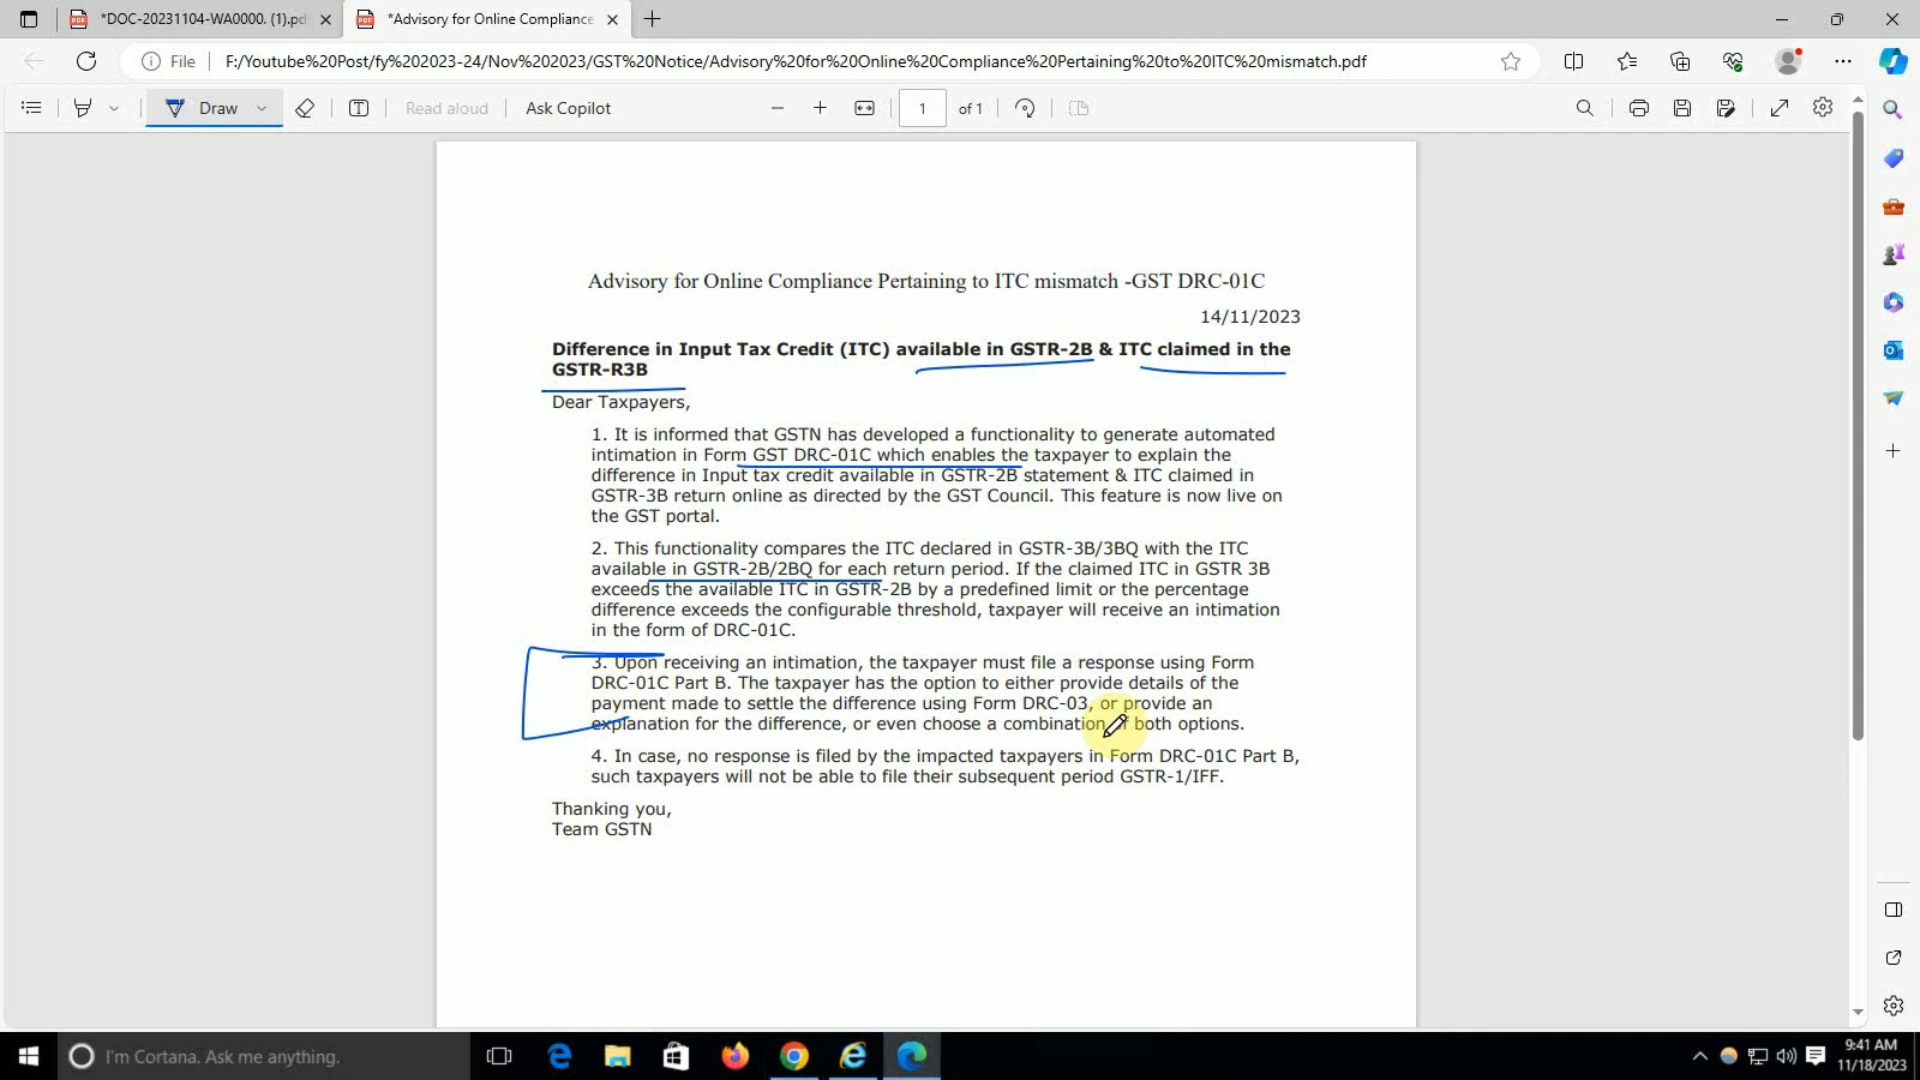 *DOC-20231104-WA0000. (1).pd
*Advisory for Online Compliance
File
F:/Youtube%20Post/fy%202023-24/Nov%202023/GST%20Notice/Advisory%20for%20Online%20Compliance%20Pertaining%20to%20ITC%20mismatch.pdf
Draw
Read aloud
Ask Copilot
1 of 1
Advisory for Online Compliance Pertaining to ITC mismatch -GST DRC-01C
14/11/2023
Difference in Input Tax Credit (ITC) available in GSTR-2B & ITC claimed in the
GSTR-R3B
Dear Taxpayers,
1. It is informed that GSTN has developed a functionality to generate automated
intimation in Form GST DRC-01C which enables the taxpayer to explain the
difference in Input tax credit available in GSTR-2B statement & ITC claimed in
GSTR-3B return online as directed by the GST Council. This feature is now live on
the GST portal.
2. This functionality compares the ITC declared in GSTR-3B/3BQ with the ITC
available in GSTR-2B/2BQ for each return period. If the claimed ITC in GSTR 3B
exceeds the available ITC in GSTR-2B by a predefined limit or the percentage
difference exceeds the configurable threshold, taxpayer will receive an intimation
in the form of DRC-01C.
3. Upon receiving an intimation, the taxpayer must file a response using Form
DRC-01C Part B. The taxpayer has the option to either provide details of the
payment made to settle the difference using Form DRC-03, or provide an
explanation for the difference, or even choose a combination of both options.
4. In case, no response is filed by the impacted taxpayers in Form DRC-01C Part B,
such taxpayers will not be able to file their subsequent period GSTR-1/IFF.
Thanking you,
Team GSTN
I'm Cortana. Ask me anything.
9:41 AM
11/18/2023